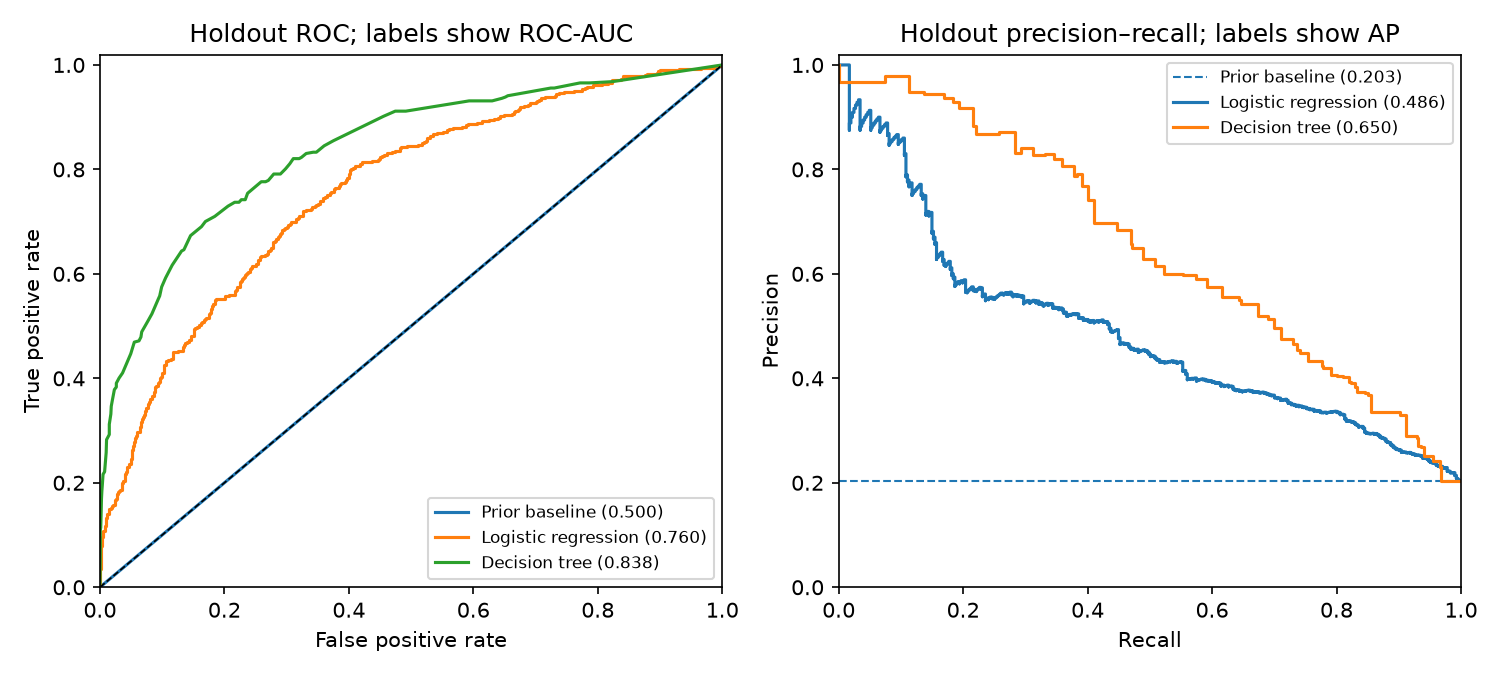 Holdout ROC; labels show ROC-AUC
True positive rate
1.0
0.8
0.6
0.4
0.2
0.0
Prior baseline (0.500)
Logistic regression (0.760)
Decision tree (0.838)
0.0 0.2 0.4 0.6 0.8 1.0
False positive rate
Holdout precision–recall; labels show AP
Precision
1.0
0.8
0.6
0.4
0.2
0.0
Prior baseline (0.203)
Logistic regression (0.486)
Decision tree (0.650)
0.0 0.2 0.4 0.6 0.8 1.0
Recall